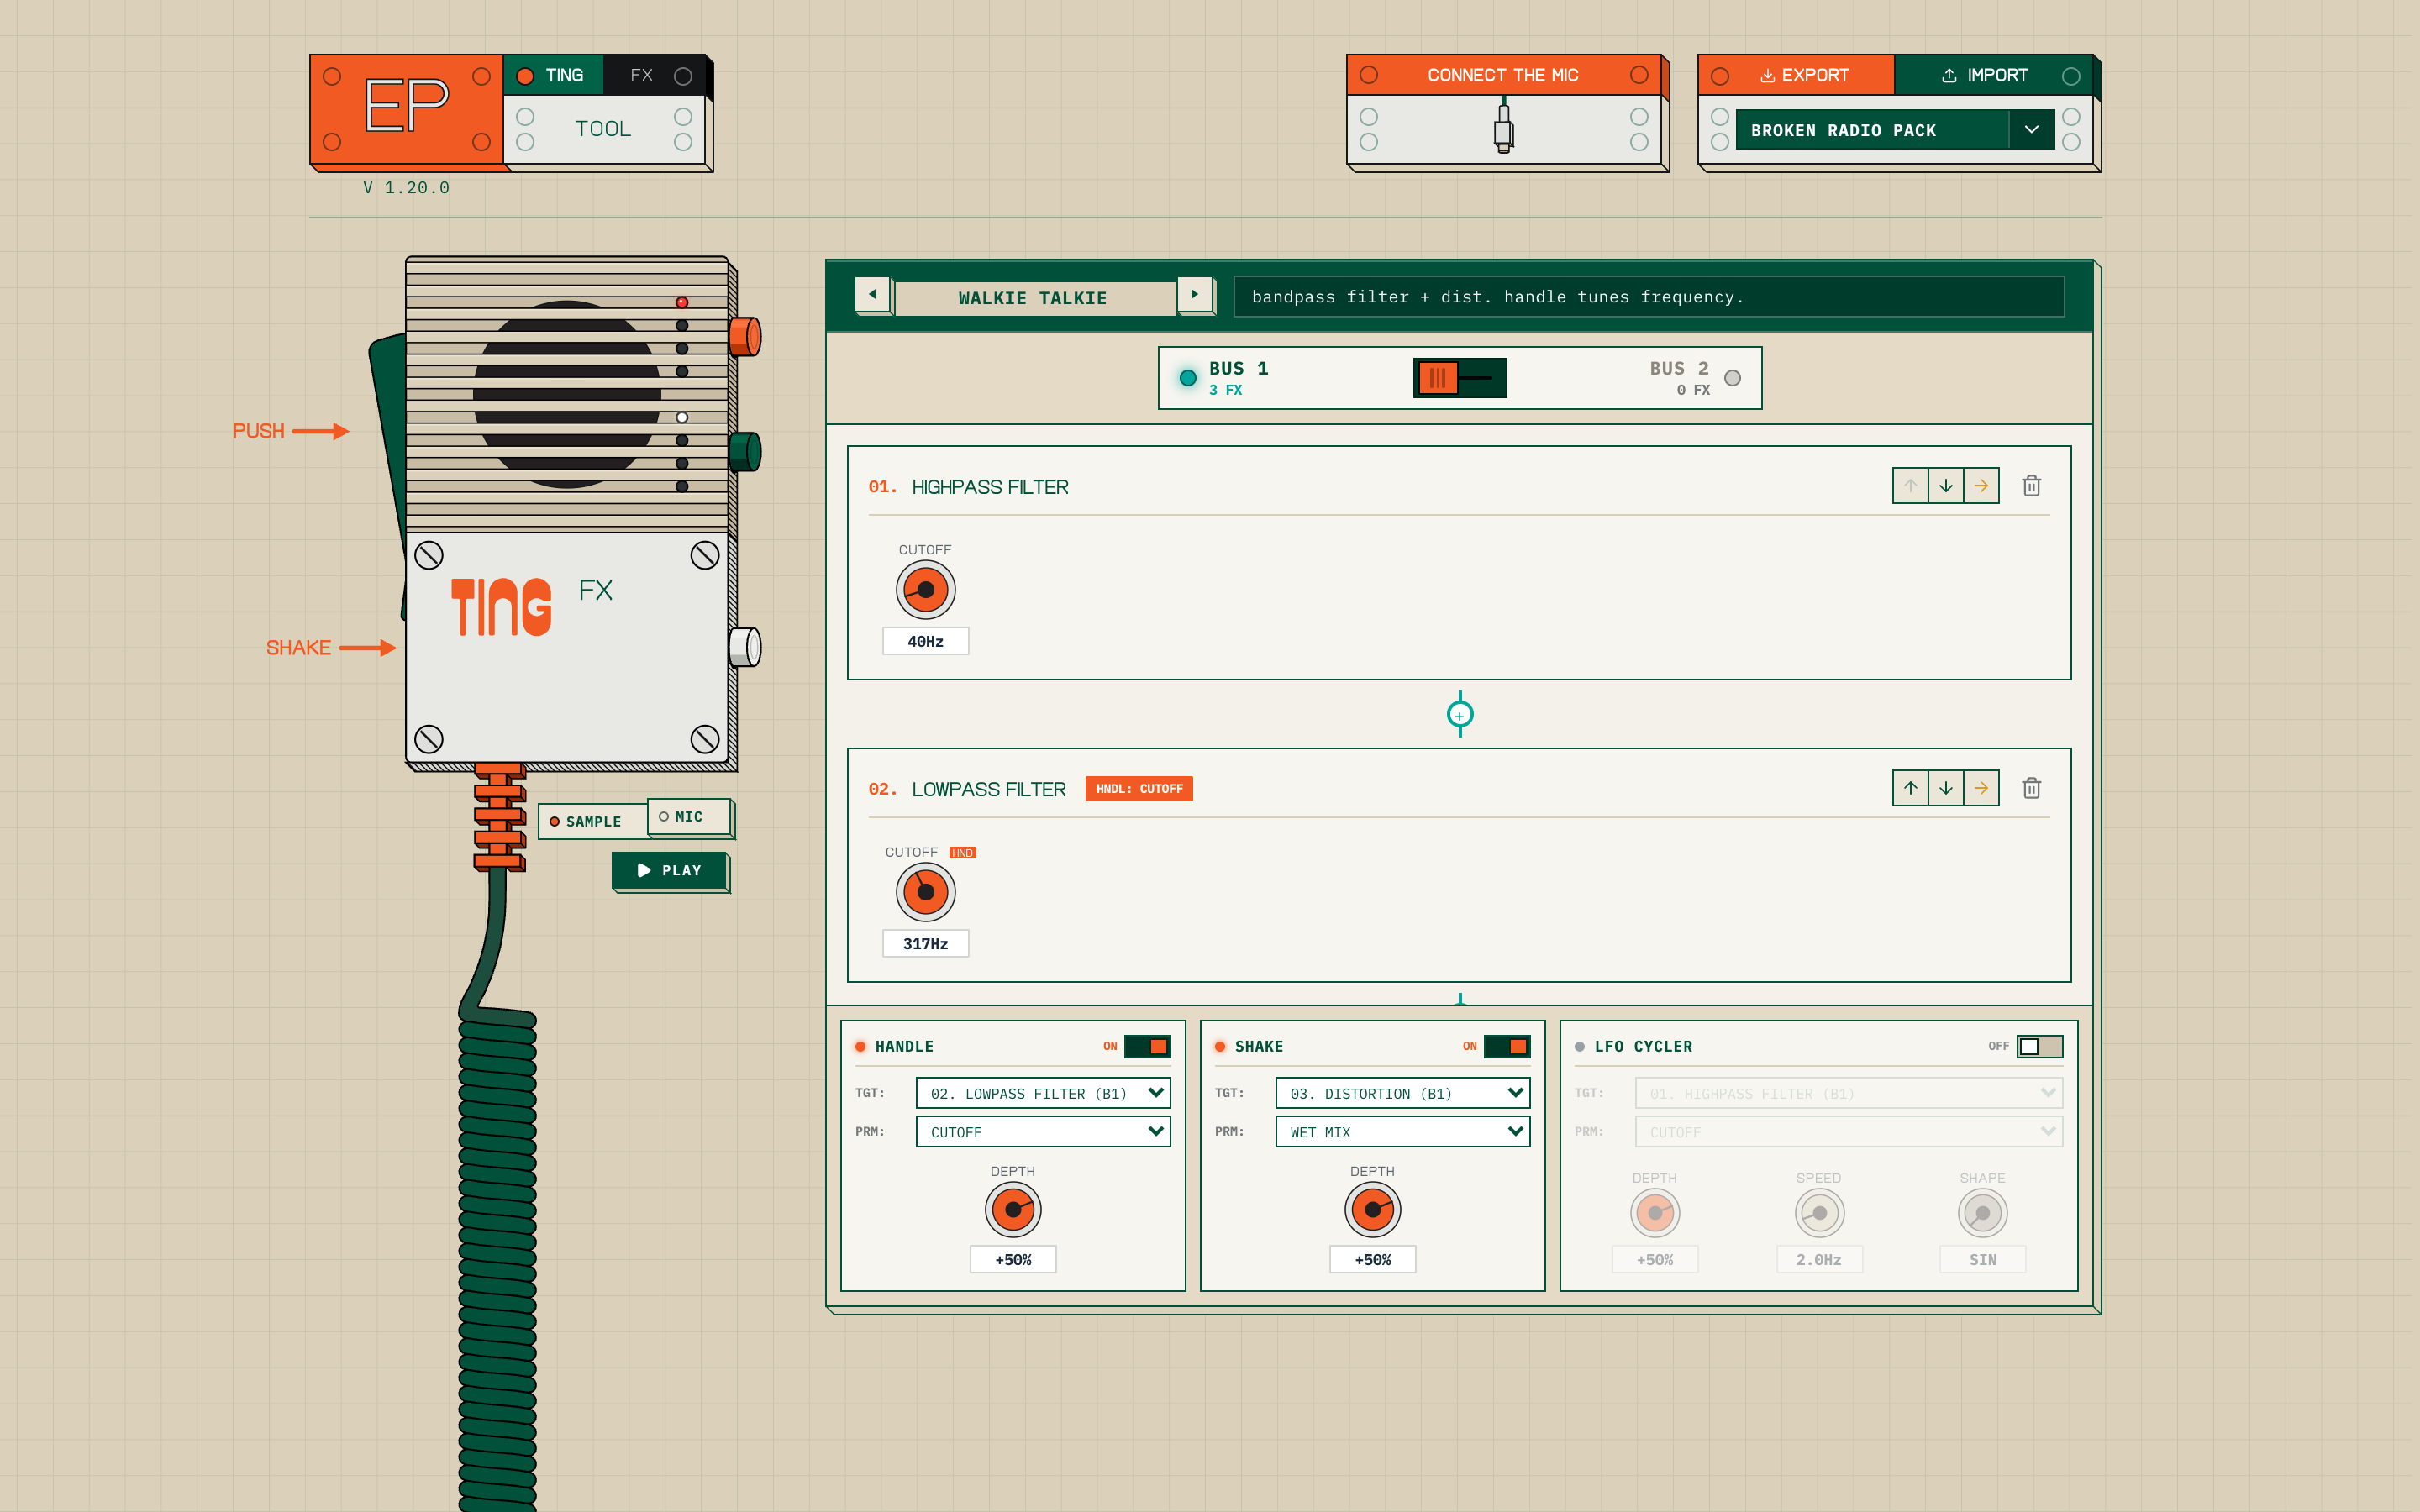 EP
TING
FX
TOOL
V 1.20.0
CONNECT THE MIC
EXPORT
IMPORT
BROKEN RADIO PACK
PUSH
SHAKE
TING
FX
SAMPLE
MIC
PLAY
WALKIE TALKIE
bandpass filter + dist. handle tunes frequency.
BUS 1
3 FX
BUS 2
0 FX
01. HIGHPASS FILTER
CUTOFF
40Hz
+
02. LOWPASS FILTER
HNDL: CUTOFF
CUTOFF HND
317Hz
HANDLE
ON
TGT: 02. LOWPASS FILTER (B1)
PRM: CUTOFF
DEPTH
+50%
SHAKE
ON
TGT: 03. DISTORTION (B1)
PRM: WET MIX
DEPTH
+50%
LFO CYCLER
OFF
TGT: 01. HIGHPASS FILTER (B1)
PRM: CUTOFF
DEPTH
+50%
SPEED
2.0Hz
SHAPE
SIN